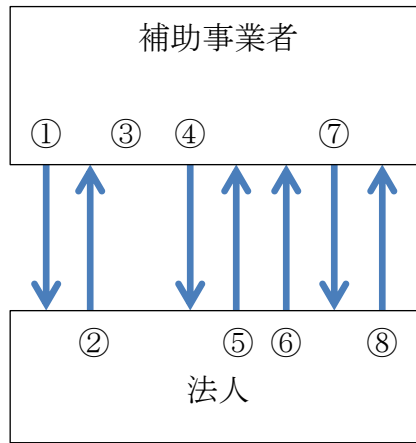 補助事業者
① ③ ④ ⑦
② ⑤ ⑥ ⑧
法人